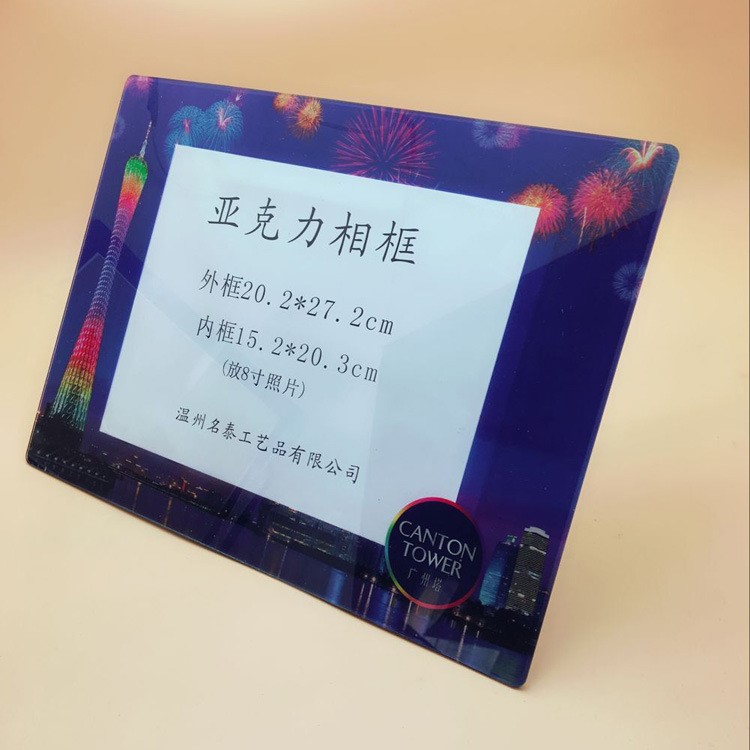 亚克力相框
外框20.2*27.2cm
内框15.2*20.3cm
(放8寸照片)
温州名泰工艺品有限公司
CANTON
TOWER
广州塔